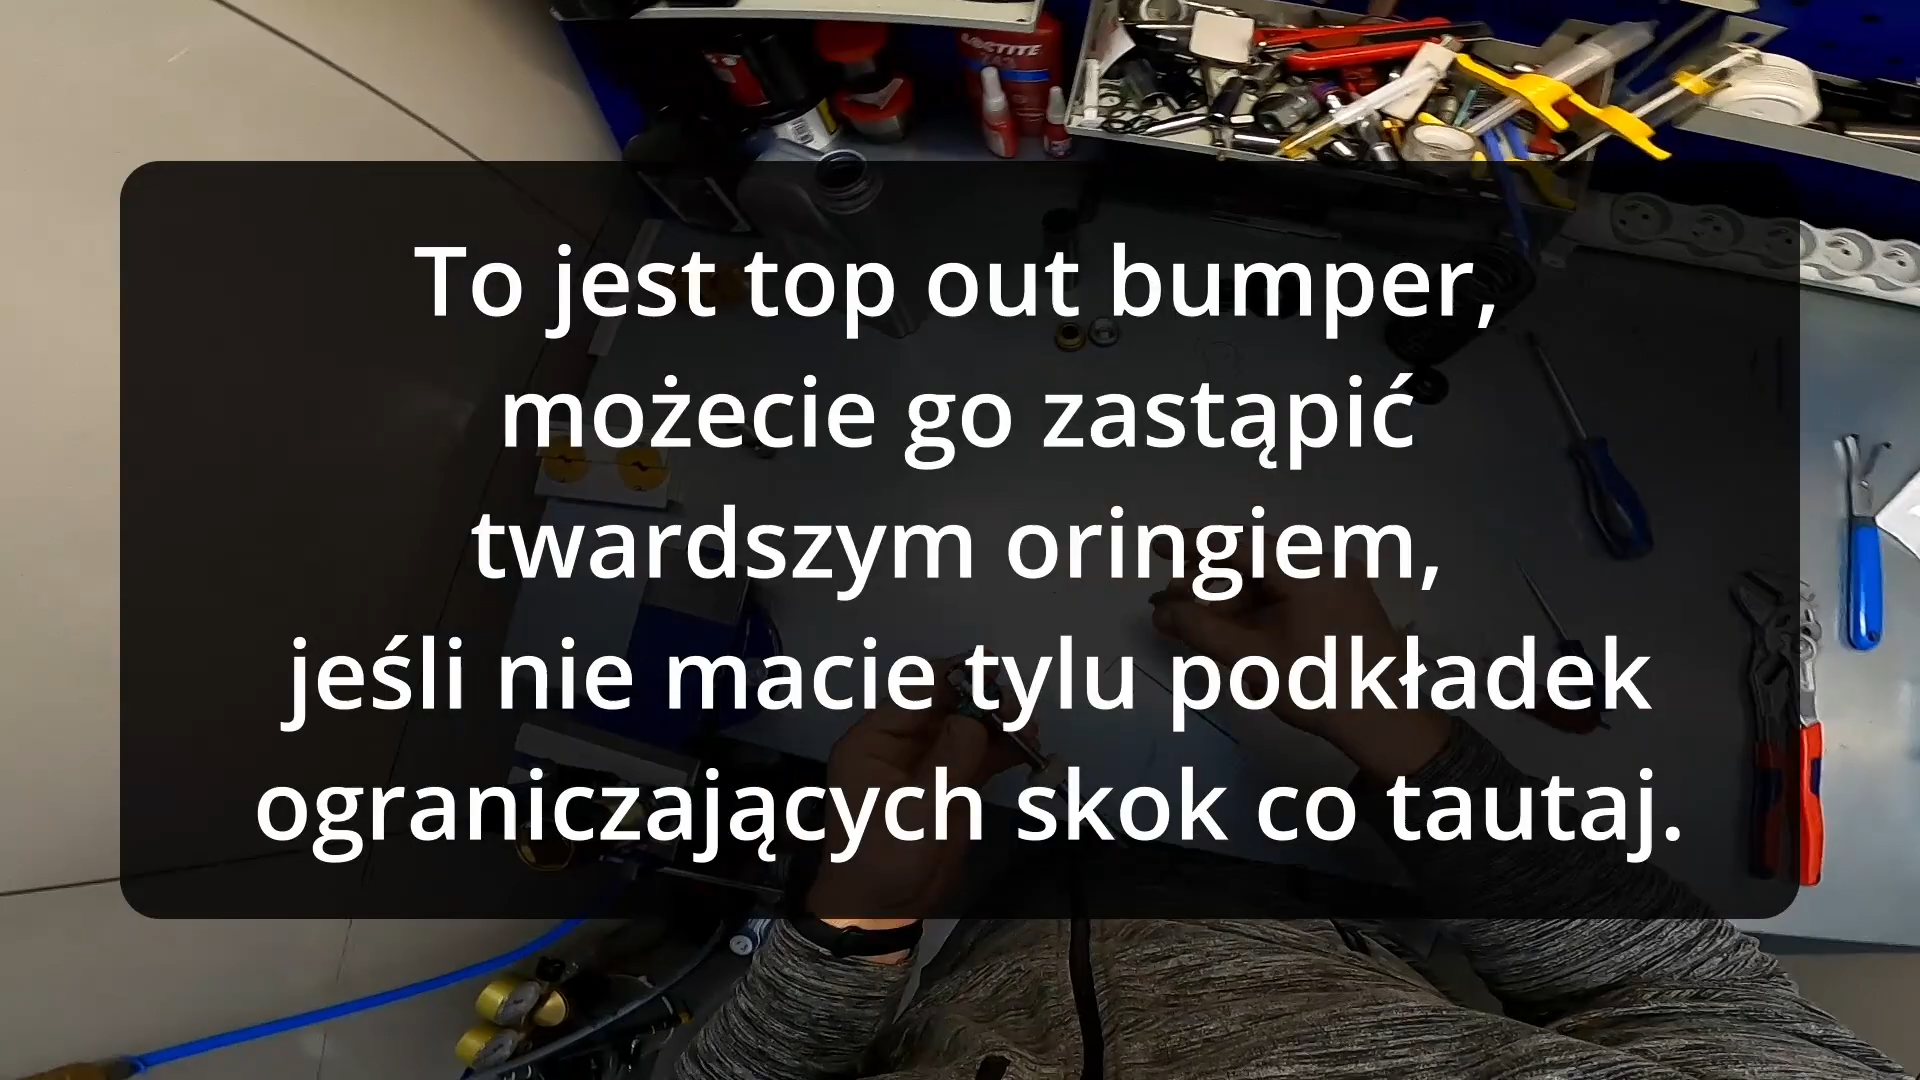 LOCTITE
To jest top out bumper,
możecie go zastąpić
twardszym oringiem,
jeśli nie macie tylu podkładek
ograniczających skok co tautaj.